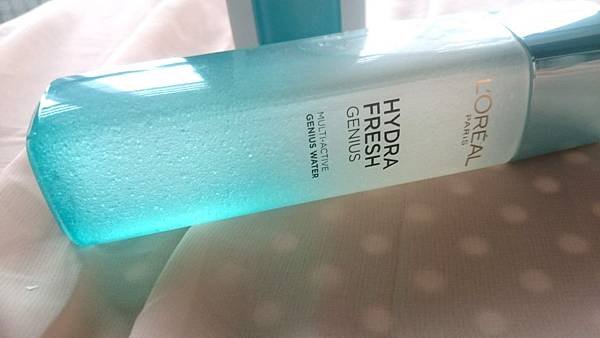 L'ORÉAL
PARIS
HYDRA
FRESH
GENIUS
MULTI-ACTIVE
GENIUS WATER